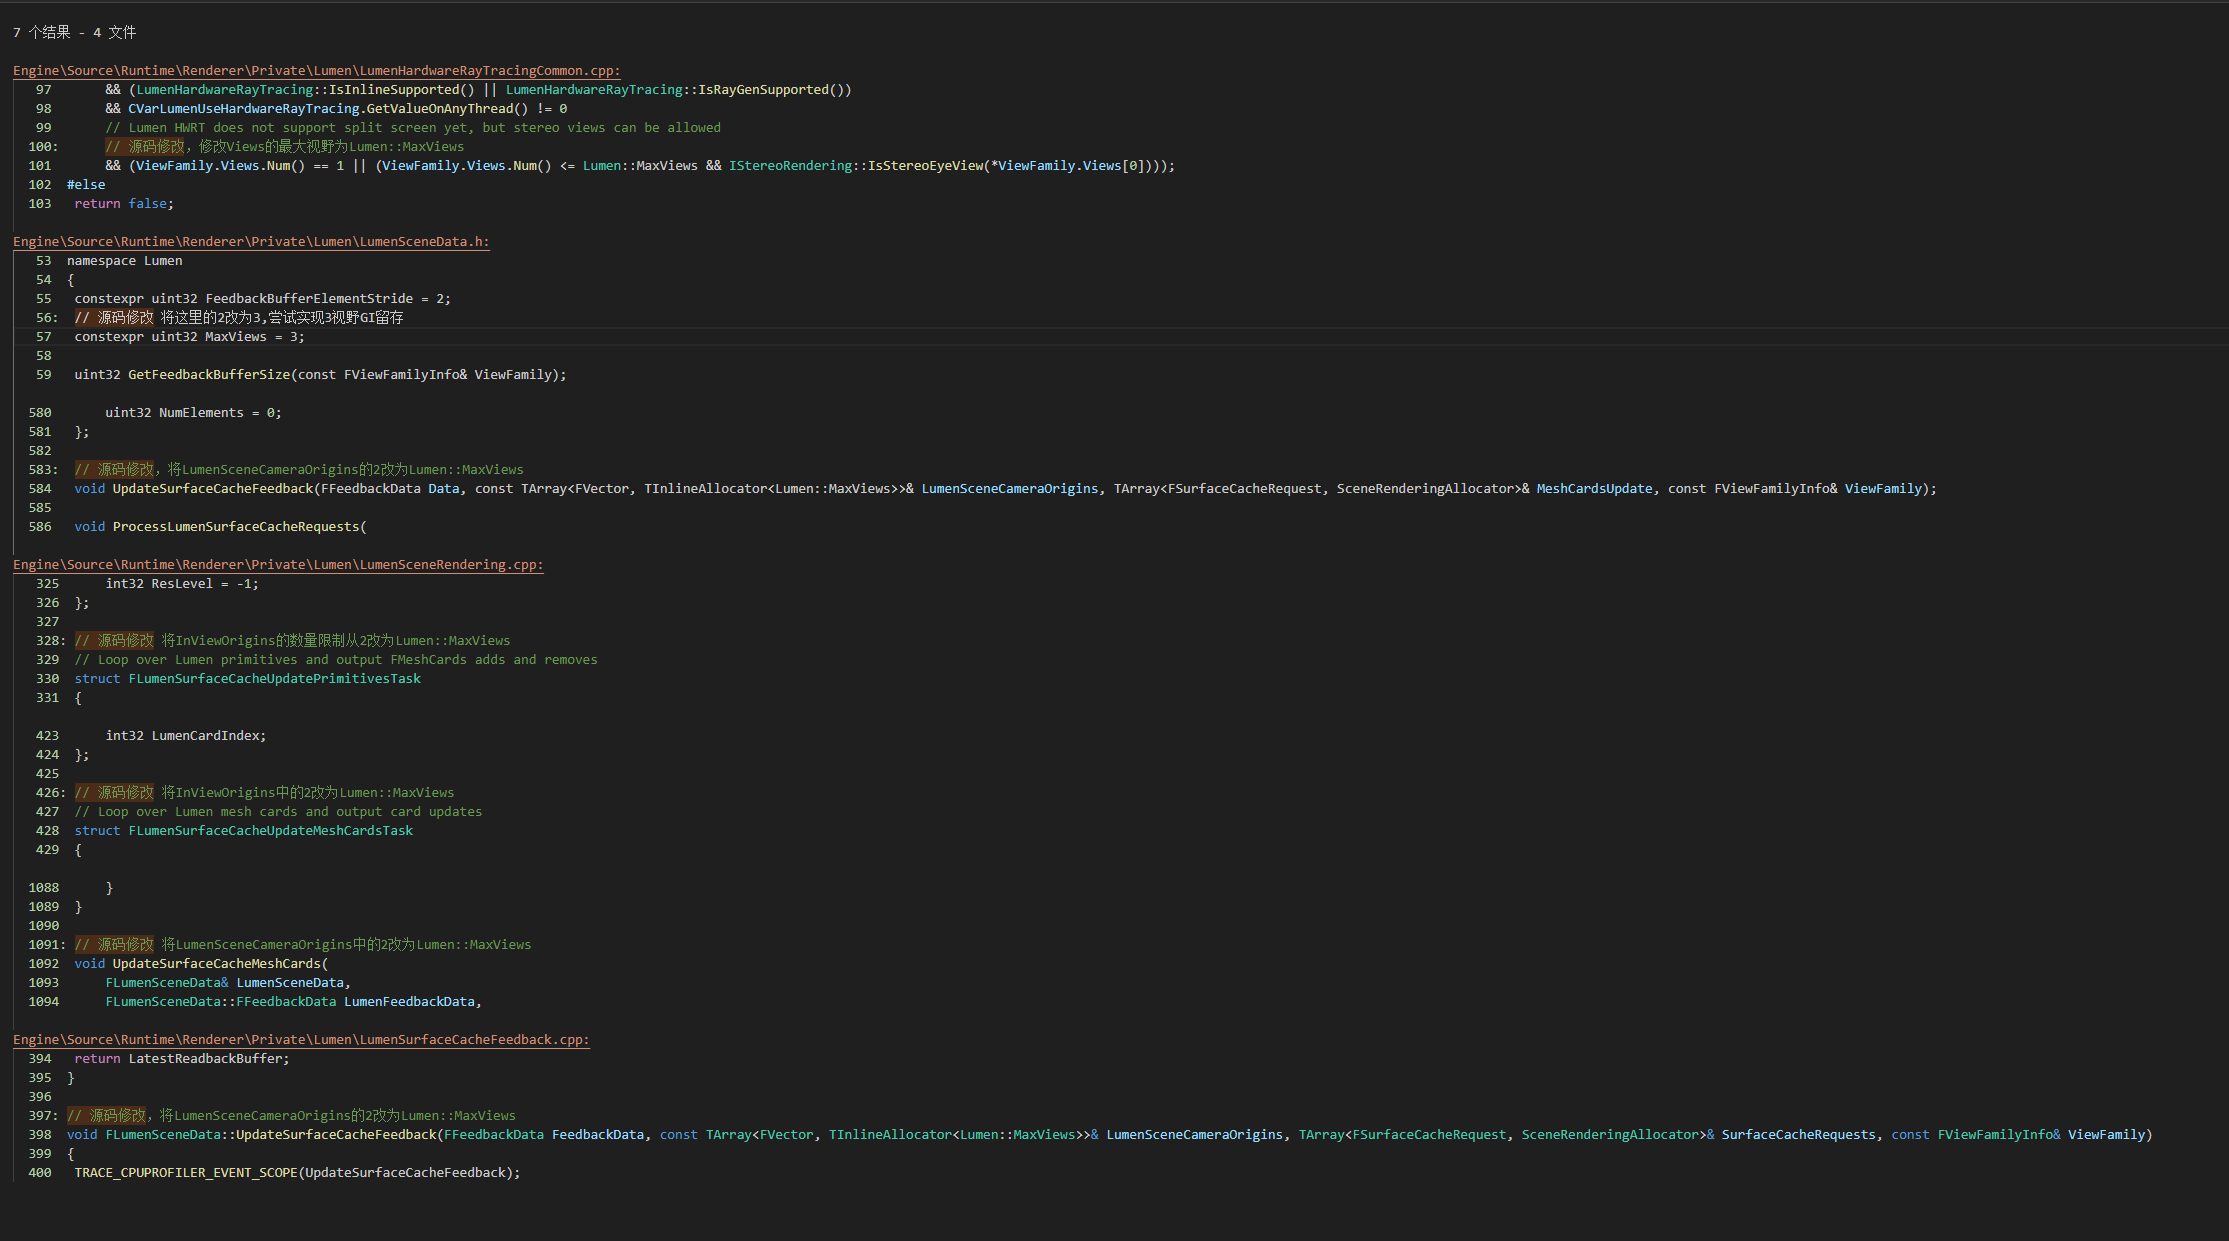 7 个结果 - 4 文件
Engine\Source\Runtime\Renderer\Private\Lumen\LumenHardwareRayTracingCommon.cpp:
97 && (LumenHardwareRayTracing::IsInlineSupported() || LumenHardwareRayTracing::IsRayGenSupported())
98 && CVarLumenUseHardwareRayTracing.GetValueOnAnyThread() != 0
99 // Lumen HWRT does not support split screen yet, but stereo views can be allowed
100: // 源码修改，修改Views的最大视野为Lumen::MaxViews
101 && (ViewFamily.Views.Num() == 1 || (ViewFamily.Views.Num() <= Lumen::MaxViews && IStereoRendering::IsStereoEyeView(*ViewFamily.Views[0])));
102 #else
103 return false;
Engine\Source\Runtime\Renderer\Private\Lumen\LumenSceneData.h:
53 namespace Lumen
54 {
55 constexpr uint32 FeedbackBufferElementStride = 2;
56: // 源码修改 将这里的2改为3,尝试实现3视野GI留存
57 constexpr uint32 MaxViews = 3;
58
59 uint32 GetFeedbackBufferSize(const FViewFamilyInfo& ViewFamily);
580 uint32 NumElements = 0;
581 };
582
583: // 源码修改，将LumenSceneCameraOrigins的2改为Lumen::MaxViews
584 void UpdateSurfaceCacheFeedback(FFeedbackData Data, const TArray<FVector, TInlineAllocator<Lumen::MaxViews>>& LumenSceneCameraOrigins, TArray<FSurfaceCacheRequest, SceneRenderingAllocator>& MeshCardsUpdate, const FViewFamilyInfo& ViewFamily);
585
586 void ProcessLumenSurfaceCacheRequests(
Engine\Source\Runtime\Renderer\Private\Lumen\LumenSceneRendering.cpp:
325 int32 ResLevel = -1;
326 };
327
328: // 源码修改 将InViewOrigins的数量限制从2改为Lumen::MaxViews
329 // Loop over Lumen primitives and output FMeshCards adds and removes
330 struct FLumenSurfaceCacheUpdatePrimitivesTask
331 {
423 int32 LumenCardIndex;
424 };
425
426: // 源码修改 将InViewOrigins中的2改为Lumen::MaxViews
427 // Loop over Lumen mesh cards and output card updates
428 struct FLumenSurfaceCacheUpdateMeshCardsTask
429 {
1088 }
1089 }
1090
1091: // 源码修改 将LumenSceneCameraOrigins中的2改为Lumen::MaxViews
1092 void UpdateSurfaceCacheMeshCards(
1093 FLumenSceneData& LumenSceneData,
1094 FLumenSceneData::FFeedbackData LumenFeedbackData,
Engine\Source\Runtime\Renderer\Private\Lumen\LumenSurfaceCacheFeedback.cpp:
394 return LatestReadbackBuffer;
395 }
396
397: // 源码修改，将LumenSceneCameraOrigins的2改为Lumen::MaxViews
398 void FLumenSceneData::UpdateSurfaceCacheFeedback(FFeedbackData FeedbackData, const TArray<FVector, TInlineAllocator<Lumen::MaxViews>>& LumenSceneCameraOrigins, TArray<FSurfaceCacheRequest, SceneRenderingAllocator>& SurfaceCacheRequests, const FViewFamilyInfo& ViewFamily)
399 {
400 TRACE_CPUPROFILER_EVENT_SCOPE(UpdateSurfaceCacheFeedback);